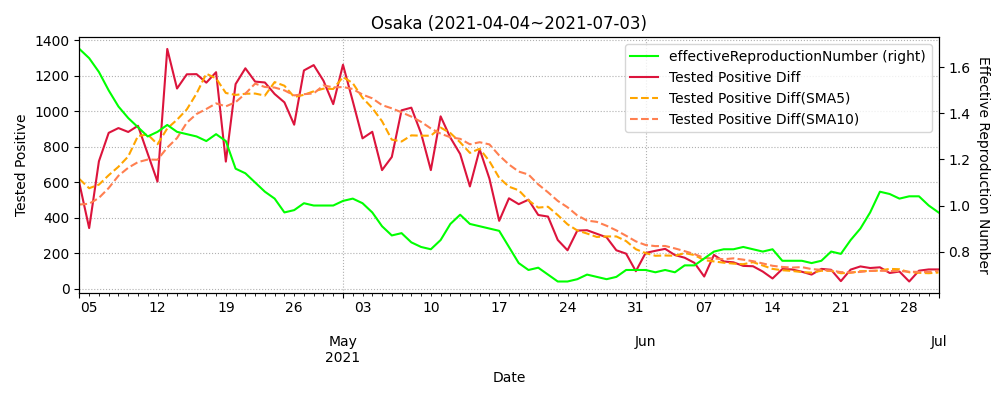 Osaka (2021-04-04~2021-07-03)
effectiveReproductionNumber (right)
Tested Positive Diff
Tested Positive Diff(SMA5)
Tested Positive Diff(SMA10)
Tested Positive
1400
1200
1000
800
600
400
200
0
Effective Reproduction Number
1.6
1.4
1.2
1.0
0.8
05 12 19 26 03 10 17 24 31 07 14 21 28
May Jun Jul
2021
Date